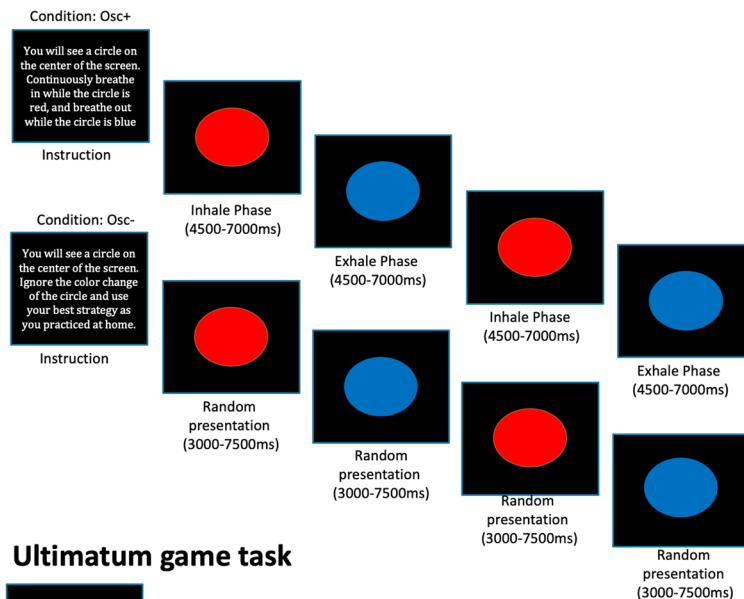 Condition: Osc+
You will see a circle on
the center of the screen.
Continuously breathe
in while the circle is
red, and breathe out
while the circle is blue
Instruction
Inhale Phase
(4500-7000ms)
Exhale Phase
(4500-7000ms)
Inhale Phase
(4500-7000ms)
Exhale Phase
(4500-7000ms)
Condition: Osc-
You will see a circle on
the center of the screen.
Ignore the color change
of the circle and use
your best strategy as
you practiced at home.
Instruction
Random
presentation
(3000-7500ms)
Random
presentation
(3000-7500ms)
Random
presentation
(3000-7500ms)
Random
presentation
(3000-7500ms)
Ultimatum game task